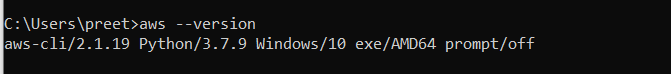 C:\Users\preet>aws --version
aws-cli/2.1.19 Python/3.7.9 Windows/10 exe/AMD64 prompt/off